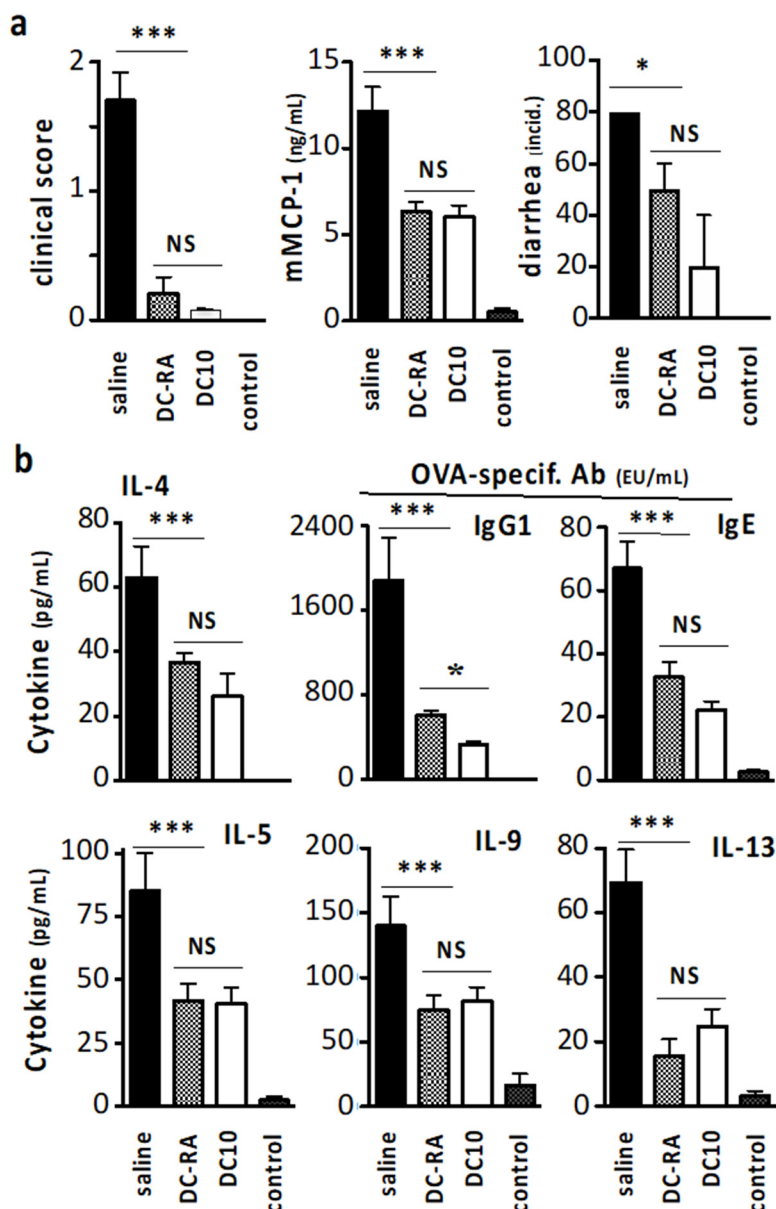 a
***
2
1
0
clinical score
NS
saline
DC-RA
DC10
control
***
15
10
5
0
mMCP-1 (ng/mL)
NS
saline
DC-RA
DC10
control
*
100
80
60
40
20
0
diarrhea [incid.]
NS
saline
DC-RA
DC10
control
b
IL-4
OVA-specif. Ab (EU/mL)
***
80
60
40
20
0
Cytokine (pg/mL)
NS
***
IgG1
2400
1600
800
0
*
***
IgE
80
60
40
20
0
NS
***
IL-5
100
75
50
25
0
Cytokine (pg/mL)
NS
saline
DC-RA
DC10
control
IL-9
***
200
150
100
50
0
NS
saline
DC-RA
DC10
control
***
IL-13
80
60
40
20
0
NS
saline
DC-RA
DC10
control